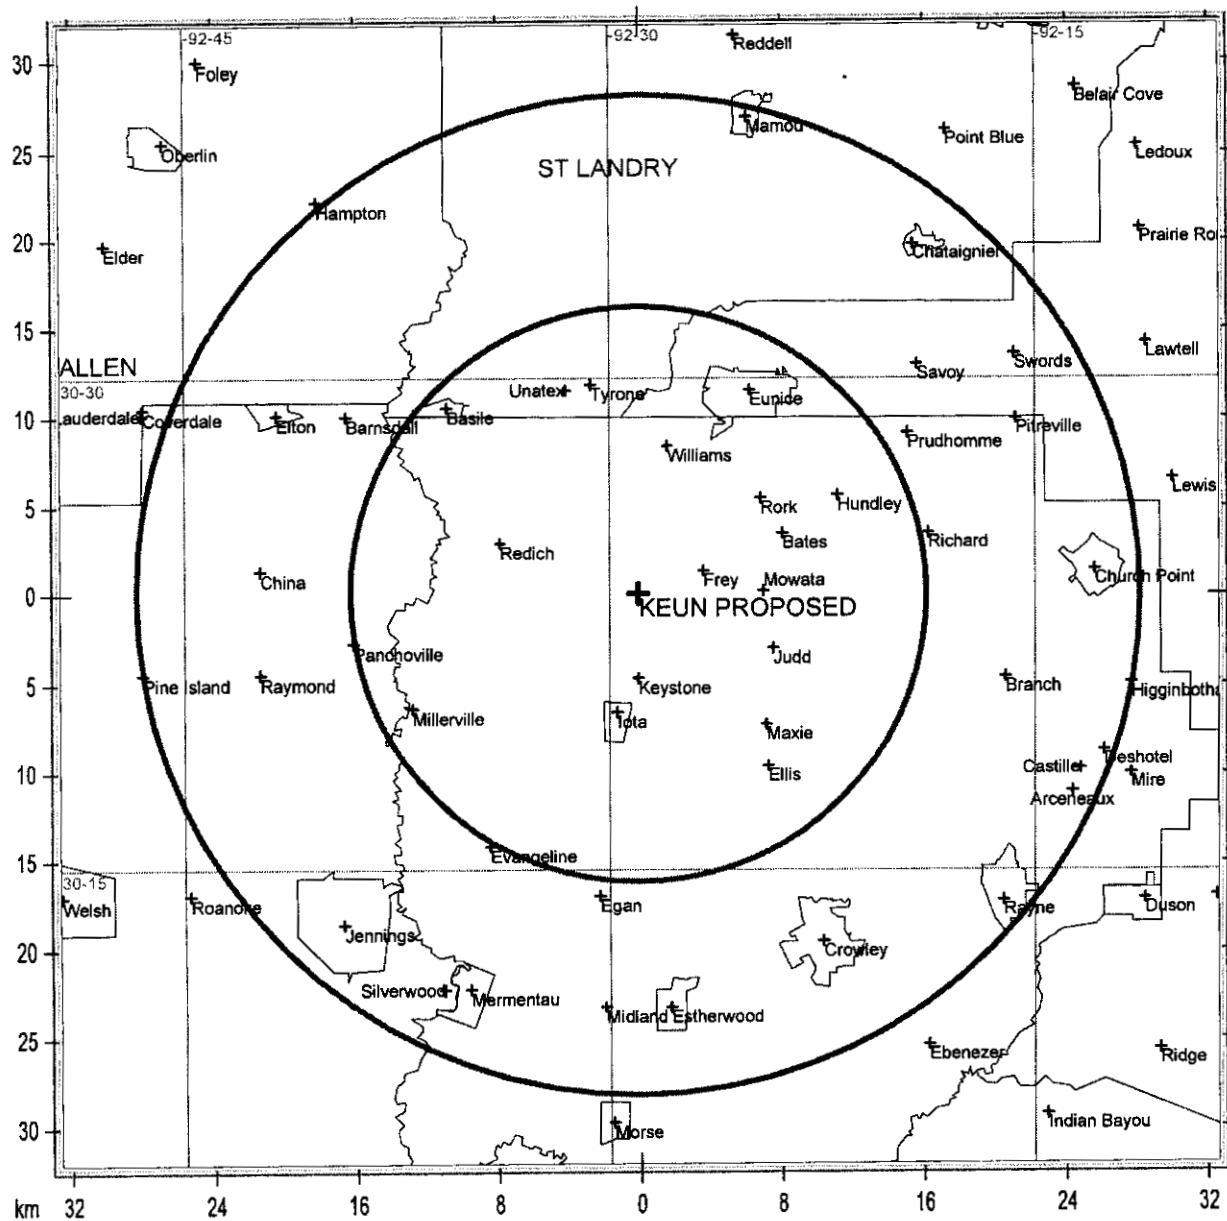 -92-45
-92-30
-92-15
Reddell
30
Foley
Belair Cove
Mamou
Point Blue
25
Oberlin
Ledoux
ST LANDRY
Hampton
20
Elder
Chataignier
Prairie Ro
15
Lawtell
Swords
ALLEN
Savoy
30-30
Unatex
Tyrone
Eunice
10
auderdale
Coverdale
Elton
Barnsdall
Basile
Pitreville
Prudhomme
Williams
Lewis
5
Rork
Hundley
Bates
Richard
Redich
China
Frey
Mowata
Church Point
0
KEUN PROPOSED
Panchoville
Judd
Pine Island
Raymond
Keystone
Branch
Higginboth
5
Millerville
Iota
Maxie
Deshotel
10
Ellis
Castille
Mire
Arceneaux
Evangeline
15
30-15
Welsh
Roanoke
Egan
Rayne
Duson
Jennings
Crowley
20
Silverwood
Mermentau
Midland
Estherwood
25
Ebenezer
Ridge
Indian Bayou
30
Morse
km
32
24
16
8
0
8
16
24
32